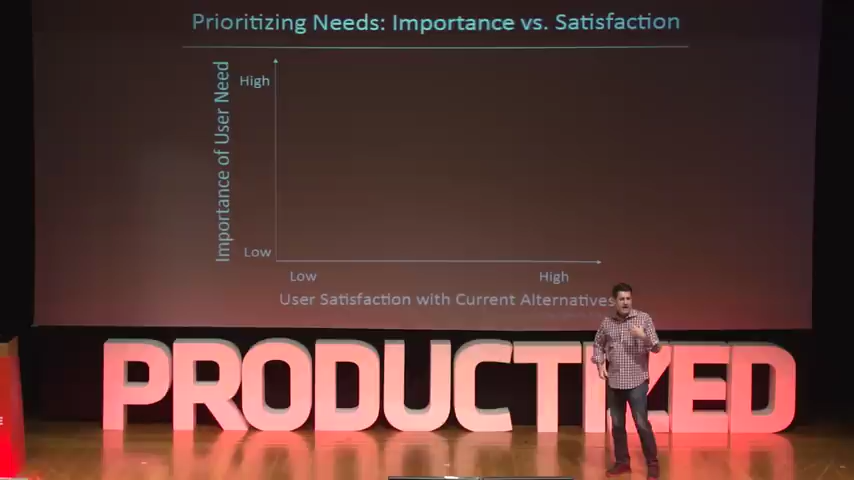 Prioritizing Needs: Importance vs. Satisfaction
Importance of User Need
High
Low
Low
High
User Satisfaction with Current Alternatives
PRODUCTIZED
E